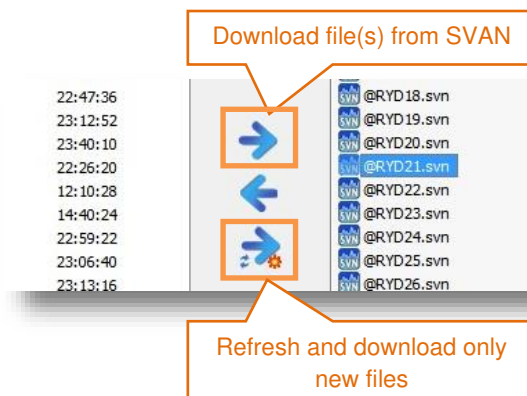 Download file(s) from SVAN
22:47:36 @RYD18.svn
23:12:52 @RYD19.svn
23:40:10 @RYD20.svn
22:26:20 @RYD21.svn
12:10:28 @RYD22.svn
14:40:24 @RYD23.svn
22:59:22 @RYD24.svn
23:06:40 @RYD25.svn
23:13:16 @RYD26.svn
Refresh and download only
new files